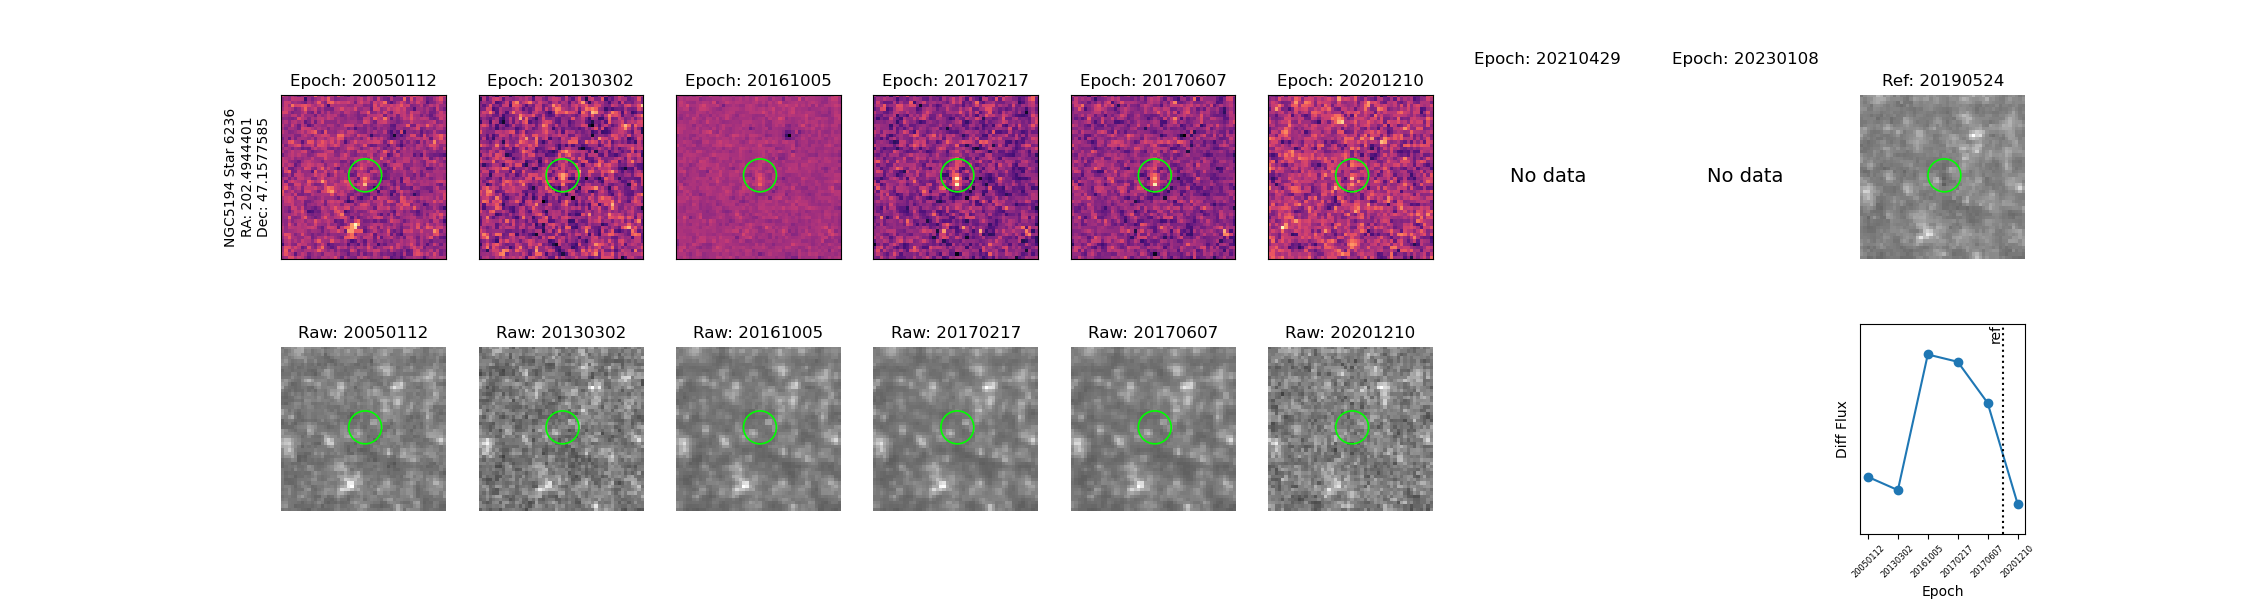 NGC5194 Star 6236
RA: 202.4944401
Dec: 47.1577585
Epoch: 20050112
Epoch: 20130302
Epoch: 20161005
Epoch: 20170217
Epoch: 20170607
Epoch: 20201210
Epoch: 20210429
Epoch: 20230108
Ref: 20190524
No data
No data
Raw: 20050112
Raw: 20130302
Raw: 20161005
Raw: 20170217
Raw: 20170607
Raw: 20201210
ref
Diff Flux
20050112
20130302
20161005
20170217
20170607
20201210
Epoch